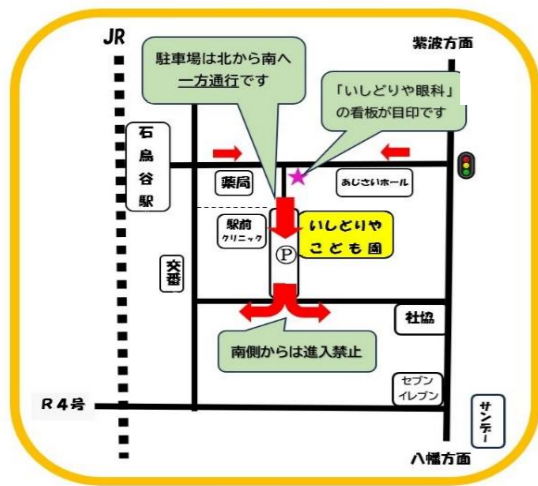 JR
紫波方面
駐車場は北から南へ
一方通行です
「いしどりや眼科」
の看板が目印です
石鳥谷駅
薬局
あじさいホール
駅前
クリニック
いしどりや
こども園
P
交番
社協
南側からは進入禁止
セブン
イレブン
R4号
サンデー
八幡方面